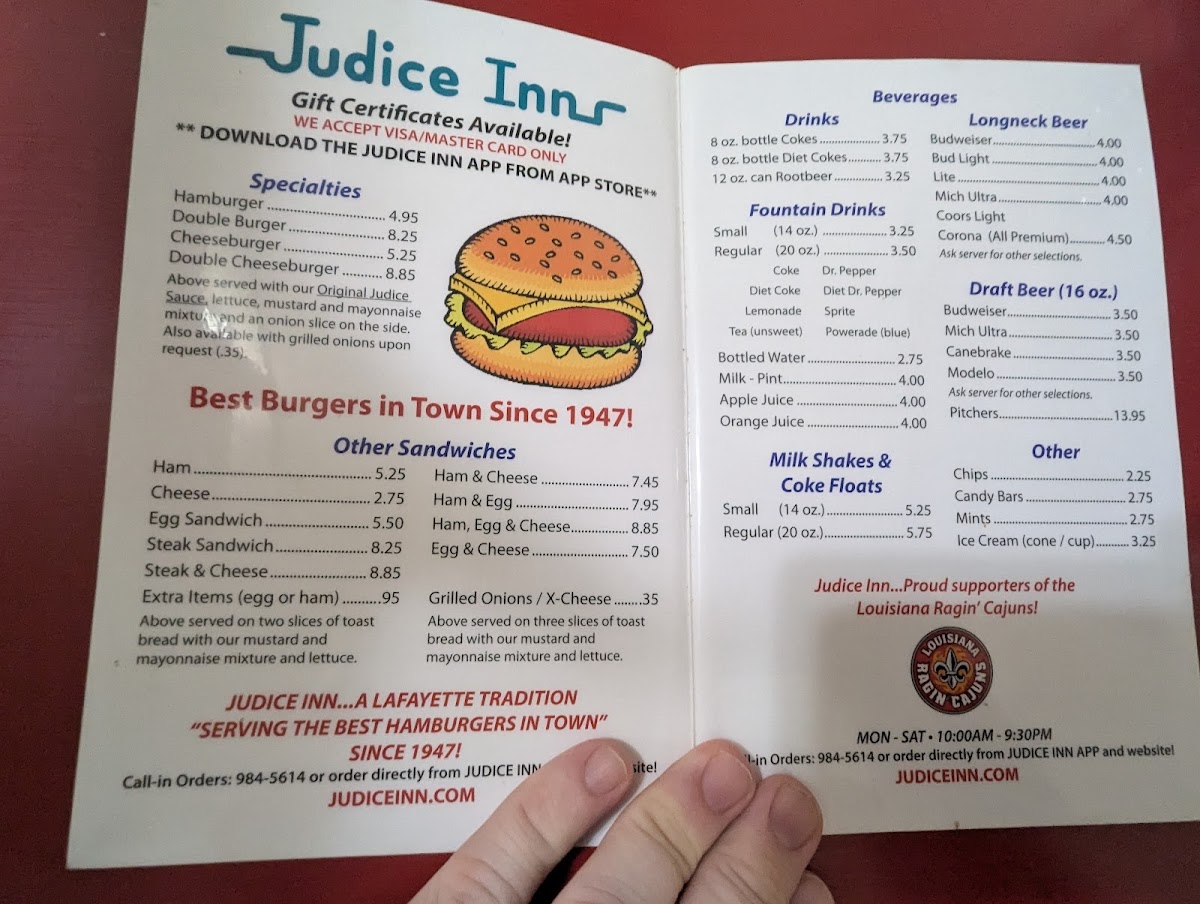 Judice Inn
Gift Certificates Available!
WE ACCEPT VISA/MASTER CARD ONLY
** DOWNLOAD THE JUDICE INN APP FROM APP STORE**
Specialties
Hamburger 4.95
Double Burger 8.25
Cheeseburger 5.25
Double Cheeseburger 8.85
Above served with our Original Judice
Sauce, lettuce, mustard and mayonnaise
mixture and an onion slice on the side.
Also available with grilled onions upon
request (.35).
Best Burgers in Town Since 1947!
Other Sandwiches
Ham 5.25
Cheese 2.75
Egg Sandwich 5.50
Steak Sandwich 8.25
Steak & Cheese 8.85
Extra Items (egg or ham) .95
Above served on two slices of toast
bread with our mustard and
mayonnaise mixture and lettuce.
Ham & Cheese 7.45
Ham & Egg 7.95
Ham, Egg & Cheese 8.85
Egg & Cheese 7.50
Grilled Onions / X-Cheese .35
Above served on three slices of toast
bread with our mustard and
mayonnaise mixture and lettuce.
JUDICE INN...A LAFAYETTE TRADITION
"SERVING THE BEST HAMBURGERS IN TOWN"
SINCE 1947!
Call-in Orders: 984-5614 or order directly from JUDICE INN
JUDICEINN.COM
Beverages
Drinks
8 oz. bottle Cokes 3.75
8 oz. bottle Diet Cokes 3.75
12 oz. can Rootbeer 3.25
Fountain Drinks
Small (14 oz.) 3.25
Regular (20 oz.) 3.50
Coke Dr. Pepper
Diet Coke Diet Dr. Pepper
Lemonade Sprite
Tea (unsweet) Powerade (blue)
Bottled Water 2.75
Milk - Pint 4.00
Apple Juice 4.00
Orange Juice 4.00
Milk Shakes &
Coke Floats
Small (14 oz.) 5.25
Regular (20 oz.) 5.75
Longneck Beer
Budweiser 4.00
Bud Light 4.00
Lite 4.00
Mich Ultra 4.00
Coors Light
Corona (All Premium) 4.50
Ask server for other selections.
Draft Beer (16 oz.)
Budweiser 3.50
Mich Ultra 3.50
Canebrake 3.50
Modelo 3.50
Ask server for other selections.
Pitchers 13.95
Other
Chips 2.25
Candy Bars 2.75
Mints 2.75
Ice Cream (cone / cup) 3.25
Judice Inn...Proud supporters of the
Louisiana Ragin' Cajuns!
LOUISIANA
RAGIN CAJUNS
MON - SAT • 10:00AM - 9:30PM
Orders: 984-5614 or order directly from JUDICE INN APP and website!
JUDICEINN.COM